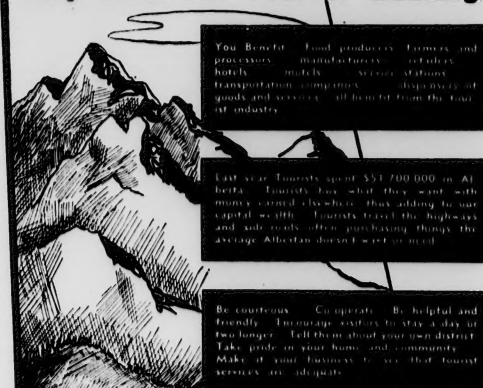 You Benefit Food producers farmers and
processors manufacturers retailers
hotels motels service stations
transportation companies dispensers of
goods and services all benefit from the tour-
ist industry
Last year Tourists spent $51,700,000 in Al-
berta. Tourists buy what they want with
money earned elsewhere thus adding to our
capital wealth Tourists travel the highways
and side roads often purchasing things the
average Albertan doesn't want or need
Be courteous Co-operate Be helpful and
friendly Encourage visitors to stay a day or
two longer Tell them about your own district
Take pride in your home and community
Make it your business to see that tourist
services are adequate